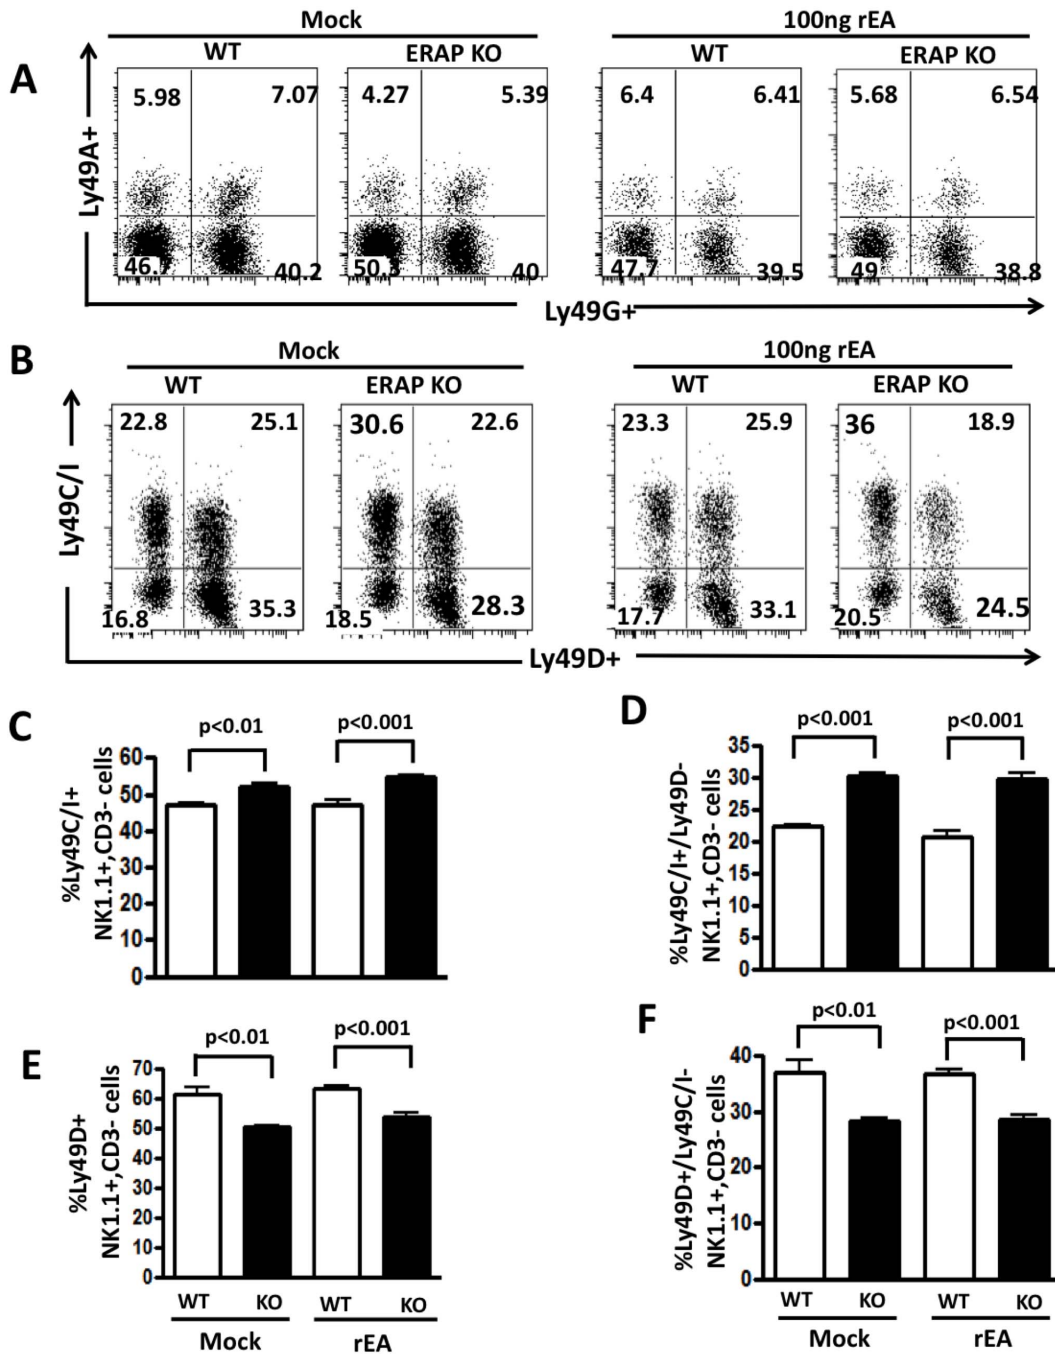 Mock
100ng rEA
WT
ERAP KO
WT
ERAP KO
A
Ly49A+
5.98
7.07
4.27
5.39
6.4
6.41
5.68
6.54
46.7
40.2
50.3
40
47.7
39.5
49
38.8
Ly49G+
B
Mock
100ng rEA
WT
ERAP KO
WT
ERAP KO
Ly49C/I
22.8
25.1
30.6
22.6
23.3
25.9
36
18.9
16.8
35.3
18.5
28.3
17.7
33.1
20.5
24.5
Ly49D+
C
p<0.01
p<0.001
%Ly49C/I+
NK1.1+,CD3- cells
60
50
40
30
20
10
0
D
p<0.001
p<0.001
%Ly49C/I+/Ly49D-
NK1.1+,CD3- cells
35
30
25
20
15
10
5
0
E
p<0.01
p<0.001
%Ly49D+
NK1.1+,CD3- cells
70
60
50
40
30
20
10
0
WT
KO
WT
KO
Mock
rEA
F
p<0.01
p<0.001
%Ly49D+/Ly49C/I-
NK1.1+,CD3- cells
40
30
20
10
0
WT
KO
WT
KO
Mock
rEA